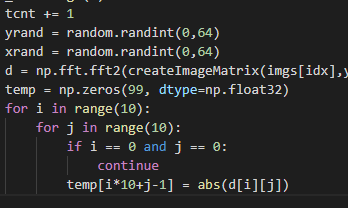 tcnt += 1
yrand = random.randint(0,64)
xrand = random.randint(0,64)
d = np.fft.fft2(createImageMatrix(imgs[idx],y
temp = np.zeros(99, dtype=np.float32)
for i in range(10):
    for j in range(10):
        if i == 0 and j == 0:
            continue
        temp[i*10+j-1] = abs(d[i][j])